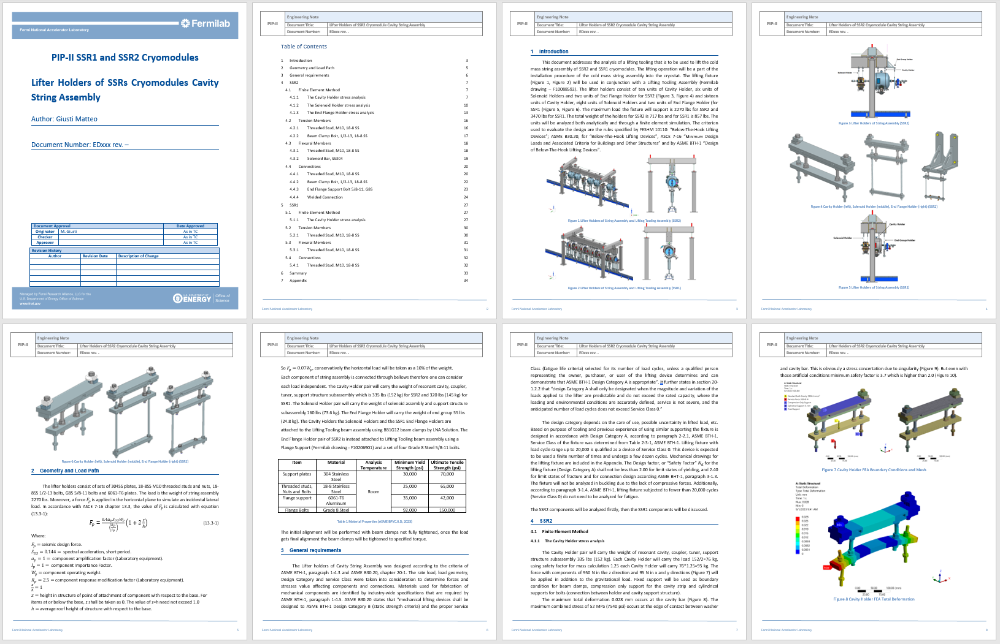 Fermilab
Fermi National Accelerator Laboratory
PIP-II SSR1 and SSR2 Cryomodules
Lifter Holders of SSRs Cryomodules Cavity
String Assembly
Author: Giusti Matteo
Document Number: EDxxx rev. –
Document Approval Date Approved
Originator M. Giusti As in TC
Checker As in TC
Approver As in TC
Revision History
Author Revision Date Description of Change
Managed by Fermi Research Alliance, LLC for the
U.S. Department of Energy Office of Science
www.fnal.gov
U.S. DEPARTMENT OF
ENERGY Office of
Science
PIP-II
Engineering Note
Document Title: Lifter Holders of SSR2 Cryomodule Cavity String Assembly
Document Number: EDxxx rev. -
Table of Contents
1 Introduction 3
2 Geometry and Load Path 5
3 General requirements 6
4 SSR2 7
4.1 Finite Element Method 7
4.1.1 The Cavity Holder stress analysis 7
4.1.2 The Solenoid Holder stress analysis 10
4.1.3 The End Flange Holder stress analysis 13
4.2 Tension Members 16
4.2.1 Threaded Stud, M10, 18-8 SS 16
4.2.2 Beam Clamp Bolt, 1/2-13, 18-8 SS 17
4.3 Flexural Members 18
4.3.1 Threaded Stud, M10, 18-8 SS 18
4.3.2 Solenoid Bar, SS304 19
4.4 Connections 20
4.4.1 Threaded Stud, M10, 18-8 SS 20
4.4.2 Beam Clamp Bolt, 1/2-13, 18-8 SS 22
4.4.3 End Flange Support Bolt 5/8-11, G8S 23
4.4.4 Welded Connection 24
5 SSR1 27
5.1 Finite Element Method 27
5.1.1 The Cavity Holder stress analysis 27
5.2 Tension Members 30
5.2.1 Threaded Stud, M10, 18-8 SS 30
5.3 Flexural Members 31
5.3.1 Threaded Stud, M10, 18-8 SS 31
5.4 Connections 32
5.4.1 Threaded Stud, M10, 18-8 SS 32
6 Summary 33
7 Appendix 34
Fermi National Accelerator Laboratory 2
PIP-II
Engineering Note
Document Title: Lifter Holders of SSR2 Cryomodule Cavity String Assembly
Document Number: EDxxx rev. -
1 Introduction
This document addresses the analysis of a lifting tooling that is to be used to lift the cold
mass string assembly of SSR2 and SSR1 cryomodules. The lifting operation will be a part of the
installation procedure of the cold mass string assembly into the cryostat. The lifting fixture
(Figure 1, Figure 2) will be used in conjunction with a Lifting Tooling Assembly (Fermilab
drawing – F10088592). The lifter holders consist of ten units of Cavity Holder, six units of
Solenoid Holders and two units of End Flange Holder for SSR2 (Figure 3, Figure 4) and sixteen
units of Cavity Holder, eight units of Solenoid Holders and two units of End Flange Holder (for
SSR1 (Figure 5, Figure 6). The maximum load the fixture will support is 2270 lbs for SSR2 and
3470 lbs for SSR1. The total weight of the holders for SSR2 is 717 lbs and for SSR1 is 857 lbs. The
units will be analyzed both analytically and through a finite element simulation. The criterion
used to evaluate the design are the rules specified by FESHM 10110: "Below-The-Hook Lifting
Devices"; ASME B30.20, for "Below-The-Hook Lifting Devices", ASCE 7-16 "Minimum Design
Loads and Associated Criteria for Buildings and Other Structures" and by ASME BTH-1 "Design
of Below-The-Hook Lifting Devices".
Figure 1 Lifter Holders of String Assembly and Lifting Tooling Assembly (SSR2)
Figure 2 Lifter Holders of String Assembly and Lifting Tooling Assembly (SSR1)
Fermi National Accelerator Laboratory 3
PIP-II
Engineering Note
Document Title: Lifter Holders of SSR2 Cryomodule Cavity String Assembly
Document Number: EDxxx rev. -
End Group Holder
Cavity Holder
Solenoid Holder
Figure 3 Lifter Holders of String Assembly (SSR2)
Figure 4 Cavity Holder (left), Solenoid Holder (middle), End Flange Holder (right) (SSR2)
Cavity Holder
Solenoid Holder
End Group Holder
Figure 5 Lifter Holders of String Assembly (SSR1)
Fermi National Accelerator Laboratory 4
PIP-II
Engineering Note
Document Title: Lifter Holders of SSR2 Cryomodule Cavity String Assembly
Document Number: EDxxx rev. -
Figure 6 Cavity Holder (left), Solenoid Holder (middle), End Flange Holder (right) (SSR1)
2 Geometry and Load Path
The lifter holders consist of sets of 304SS plates, 18-8SS M10 threaded studs and nuts, 18-
8SS 1/2-13 bolts, G8S 5/8-11 bolts and 6061-T6 plates. The load is the weight of string assembly
2270 lbs. Moreover, a force F_p is applied in the horizontal plane to simulate an incidental lateral
load. In accordance with ASCE 7-16 chapter 13.3, the value of F_p is calculated with equation
(13.3-1):
F_p = 0.4a_p S_DS W_p / (R_p/I_p) (1 + 2 z/h) (13.3-1)
Where:
F_p = seismic design force.
S_DS = 0.144 = spectral acceleration, short period.
a_p = 1 = component amplification factor (Laboratory equipment).
I_p = 1 = component Importance Factor.
W_p = component operating weight.
R_p = 2.5 = component response modification factor (Laboratory equipment).
z/h = 1
z = height in structure of point of attachment of component with respect to the base. For
items at or below the base, z shall be taken as 0. The value of z=h need not exceed 1.0
h = average roof height of structure with respect to the base.
Fermi National Accelerator Laboratory 5
PIP-II
Engineering Note
Document Title: Lifter Holders of SSR2 Cryomodule Cavity String Assembly
Document Number: EDxxx rev. -
So F_p = 0.07W_p, conservatively the horizontal load will be taken as a 10% of the weight.
Each component of string assembly is connected through bellows therefore one can consider
each load independent. The Cavity Holder pair will carry the weight of resonant cavity, coupler,
tuner, support structure subassembly which is 335 lbs (152 kg) for SSR2 and 320 lbs (145 kg) for
SSR1. The Solenoid Holder pair will carry the weight of solenoid assembly and support structure
subassembly 160 lbs (73.6 kg). The End Holder will carry the weight of end group 55 lbs
(24.8 kg). The Cavity Holders the Solenoid Holders and the SSR1 End Flange Holders are
attached to the Lifting Tooling beam assembly using BB1G12 beam clamps by LNA Solution. The
End Flange Holder pair of SSR2 is instead attached to Lifting Tooling beam assembly using a
Flange Support (Fermilab drawing - F10206901) and a set of four Grade 8 Steel 5/8-11 bolts.
Item Material Analysis Temperature Minimum Yield Strength (psi) Ultimate Tensile Strength (psi)
Support plates 304 Stainless Steel Room 30,000 70,000
Threaded studs, Nuts and Bolts 18-8 Stainless Steel 25,000 65,000
Flange support 6061-T6 Aluminum 35,000 42,000
Flange Bolts Grade 8 Steel 92,000 150,000
Table 1 Material Properties (ASME BPVC.II.D, 2023)
The initial alignment will be performed with beam clamps not fully tightened, once the load
gets final alignment the beam clamps will be tightened to specified torque.
3 General requirements
The Lifter holders of Cavity String Assembly was designed according to the criteria of
ASME BTH-1, paragraph 1-4.3 and ASME B30.20, chapter 20-1. The rate load, load geometry,
Design Category and Service Class were taken into consideration to determine forces and
stresses value affecting components and connections. Materials used for fabrication of
mechanical components are identified by industry-wide specifications that are required by
ASME BTH-1, paragraph 1-4.5. ASME B30.20 states that "mechanical lifting devices shall be
designed to ASME BTH-1 Design Category B (static strength criteria) and the proper Service
Fermi National Accelerator Laboratory 6
PIP-II
Engineering Note
Document Title: Lifter Holders of SSR2 Cryomodule Cavity String Assembly
Document Number: EDxxx rev. -
Class (fatigue life criteria) selected for its number of load cycles, unless a qualified person
representing the owner, purchaser, or user of the lifting device determines and can
demonstrate that ASME BTH-1 Design Category A is appropriate". It further states in section 20-
1.2.2 that "design Category A shall only be designated when the magnitude and variation of the
loads applied to the lifter are predictable and do not exceed the rated capacity, where the
loading and environmental conditions are accurately defined, service is not severe, and the
anticipated number of load cycles does not exceed Service Class 0."
The design category depends on the care of use, possible uncertainty in lifted load, etc.
Based on purpose of tooling and previous experience of using similar supporting the fixture is
designed in accordance with Design Category A, according to paragraph 2-2.1, ASME BTH-1.
Service Class of the fixture was determined from Table 2-3-1, ASME BTH-1. Lifting fixture with
load cycle range up to 20,000 is qualified as a device of Service Class 0. This device is expected
to be used a finite number of times and undergo a few dozen cycles. Mechanical drawings for
the lifting fixture are included in the Appendix. The Design factor, or "Safety Factor" N_d for the
lifting fixture (Design Category A) shall not be less than 2.00 for limit states of yielding, and 2.40
for limit states of fracture and for connection design according ASME BHT-1, paragraph 3-1.3.
The fixture will not be analyzed in buckling due to the lack of compressive forces. Additionally,
according to paragraph 3-1.4, ASME BTH-1, lifting fixture subjected to fewer than 20,000 cycles
(Service Class 0) do not need to be analyzed for fatigue.
The SSR2 components will be analyzed firstly, then the SSR1 components will be discussed.
4 SSR2
4.1 Finite Element Method
4.1.1 The Cavity Holder stress analysis
The Cavity Holder pair will carry the weight of resonant cavity, coupler, tuner, support
structure subassembly 335 lbs (152 kg). Each Cavity Holder will carry the load 152/2=76 kg,
using safety factor for mass calculation 1.25 each Cavity Holder will carry 76*1.25=95 kg. The
force with components of 950 N in the z direction and 95 N in x and y directions (Figure 7) will
be applied in addition to the gravitational load. Fixed support will be used as boundary
condition for beam clamps, compression only support for the cavity strip and cylindrical
supports for bolts (connection between holder and cavity support structure).
The maximum total deformation 0.028 mm occurs at the cavity bar (Figure 8). The
maximum combined stress of 52 MPa (7540 psi) occurs at the edge of contact between washer
Fermi National Accelerator Laboratory 7
PIP-II
Engineering Note
Document Title: Lifter Holders of SSR2 Cryomodule Cavity String Assembly
Document Number: EDxxx rev. -
and cavity bar. This is obviously a stress concertation due to singularity (Figure 9). But even with
those artificial conditions minimum safety factor is 3.7 which is higher than 2.0 (Figure 10).
A: Static Structural
Static Structural
Figure 7 Cavity Holder FEA Boundary Conditions and Mesh
A: Static Structural
Total Deformation
Type: Total Deformation
Unit: mm
Max: 0.028
Min: 0
9/1/2023 9:41 AM
0.028
0.025
0.022
Min
Max
0.00 50.00 100.00 (mm)
25.00 75.00
Figure 8 Cavity Holder FEA Total Deformation
Fermi National Accelerator Laboratory 8